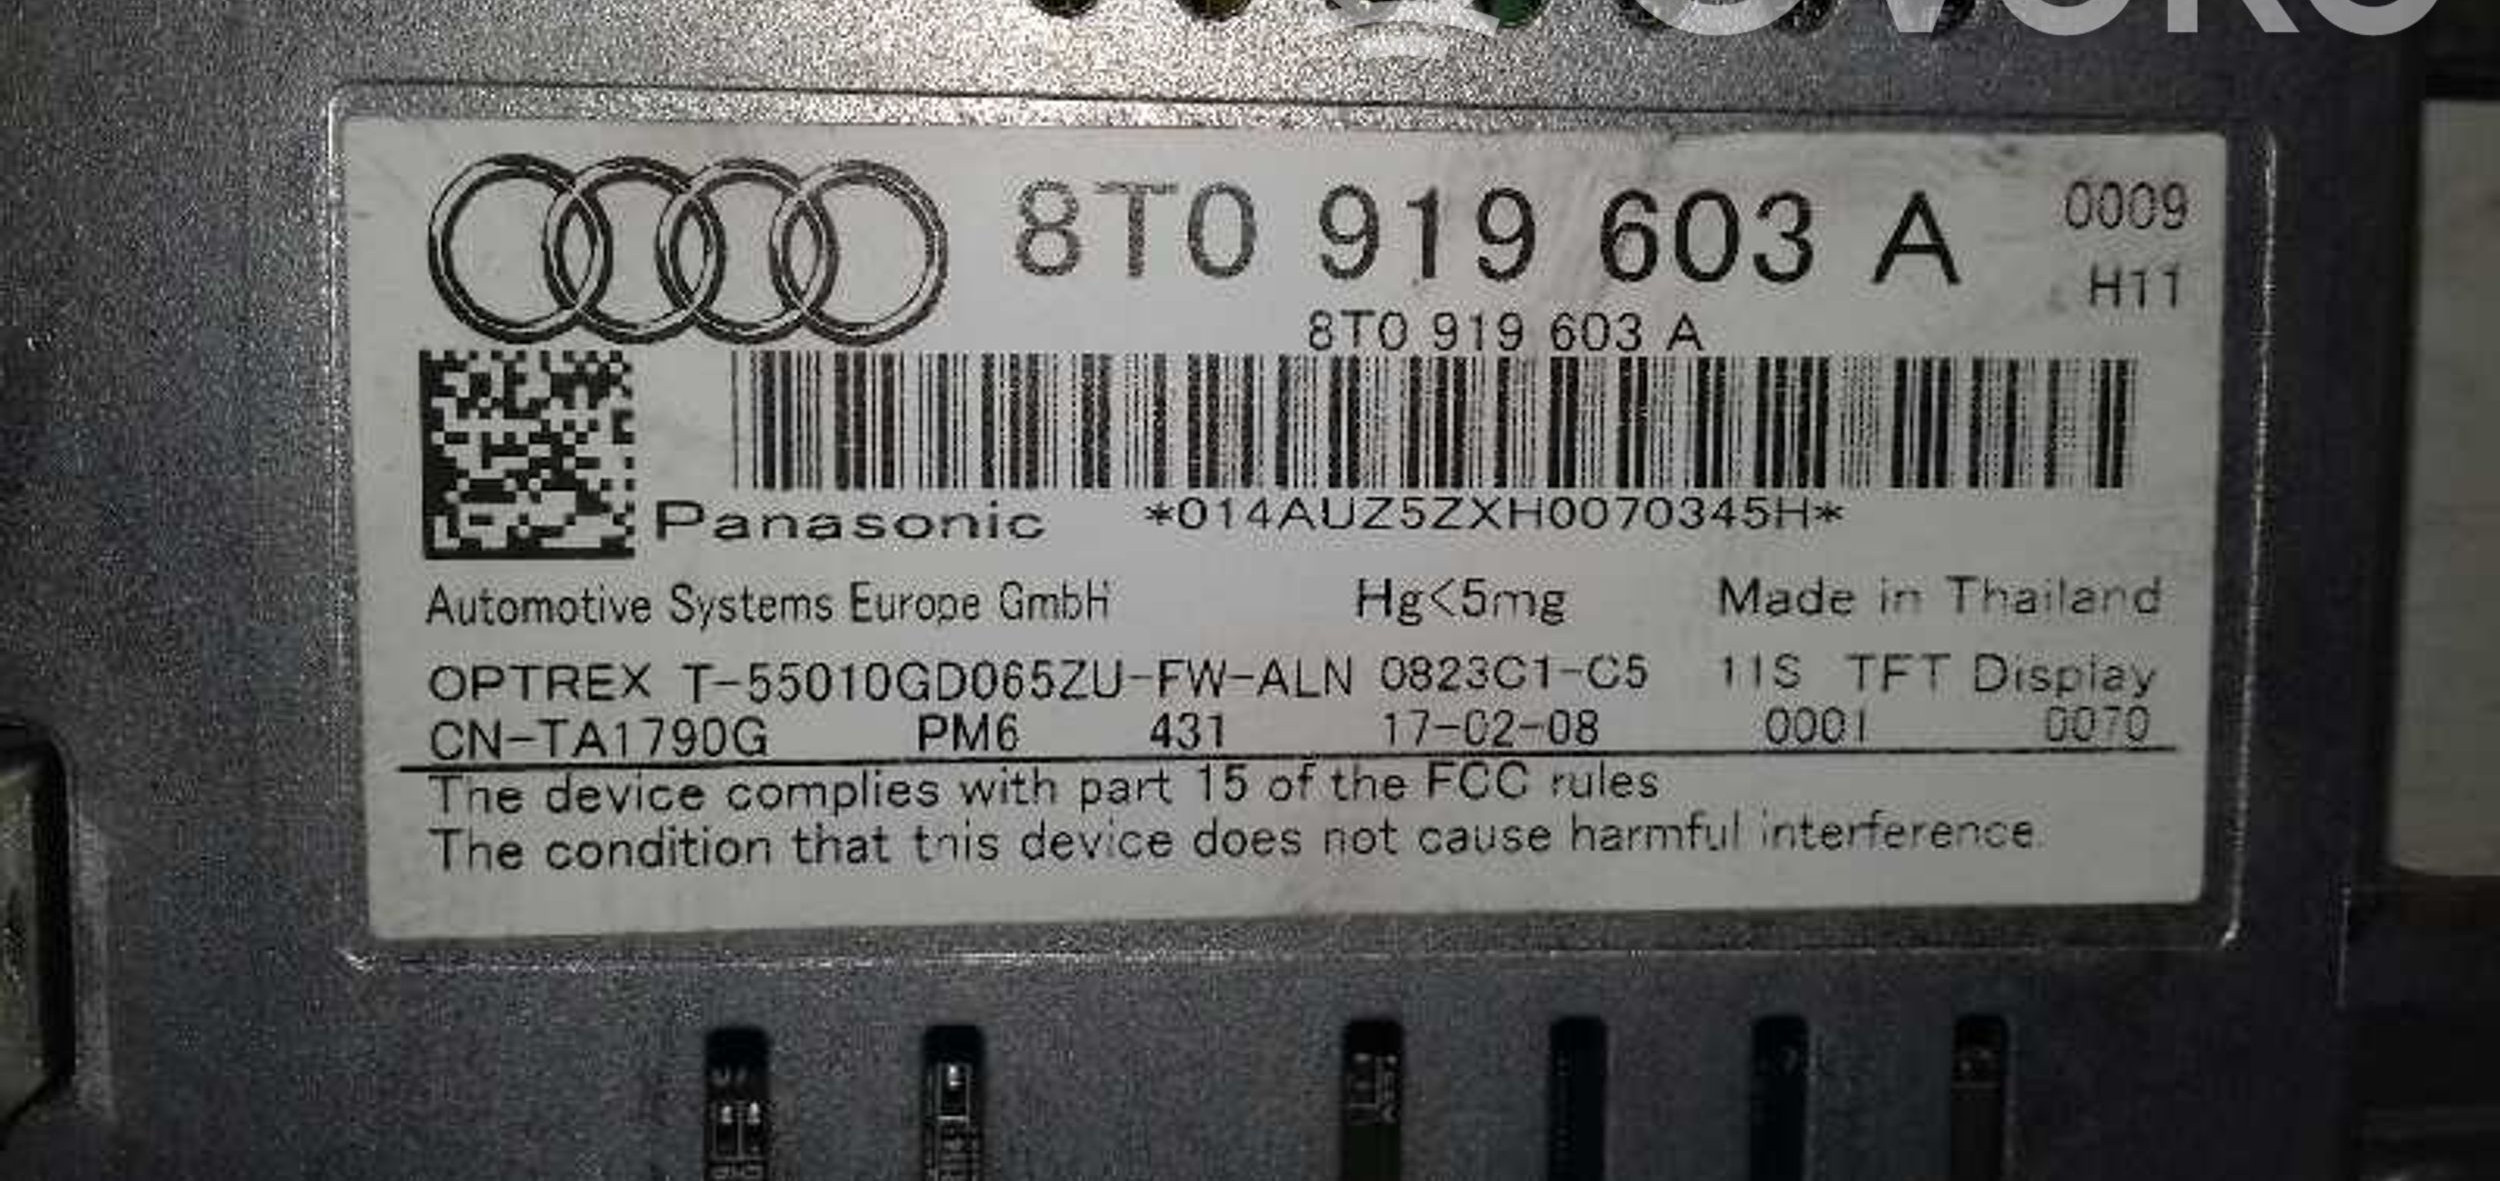 8T0 919 603 A 0009
H11
8T0 919 603 A
Panasonic *014AUZ5ZXH0070345H*
Automotive Systems Europe GmbH Hg<5mg Made in Thailand
OPTREX T-55010GD065ZU-FW-ALN 0823C1-C5 11S TFT Display
CN-TA1790G PM6 431 17-02-08 0001 0070
The device complies with part 15 of the FCC rules
The condition that this device does not cause harmful interference.